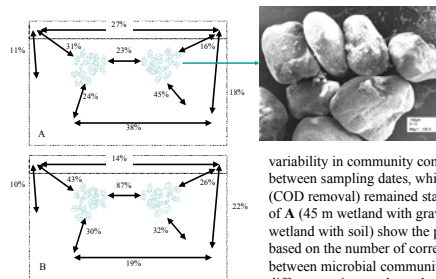 27%
11%
31%
23%
16%
24%
45%
18%
A
38%
14%
10%
43%
87%
26%
30%
32%
22%
B
19%
variability in community con
between sampling dates, whi
(COD removal) remained sta
of A (45 m wetland with grav
wetland with soil) show the p
based on the number of corre
between microbial communit